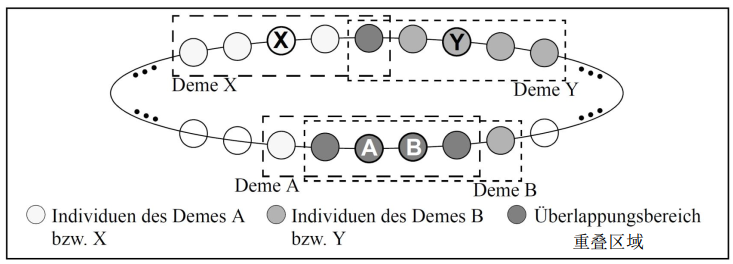 X
Y
Deme X
Deme Y
A
B
Deme A
Deme B
Individuen des Demes A
bzw. X
Individuen des Demes B
bzw. Y
Überlappungsbereich
重叠区域